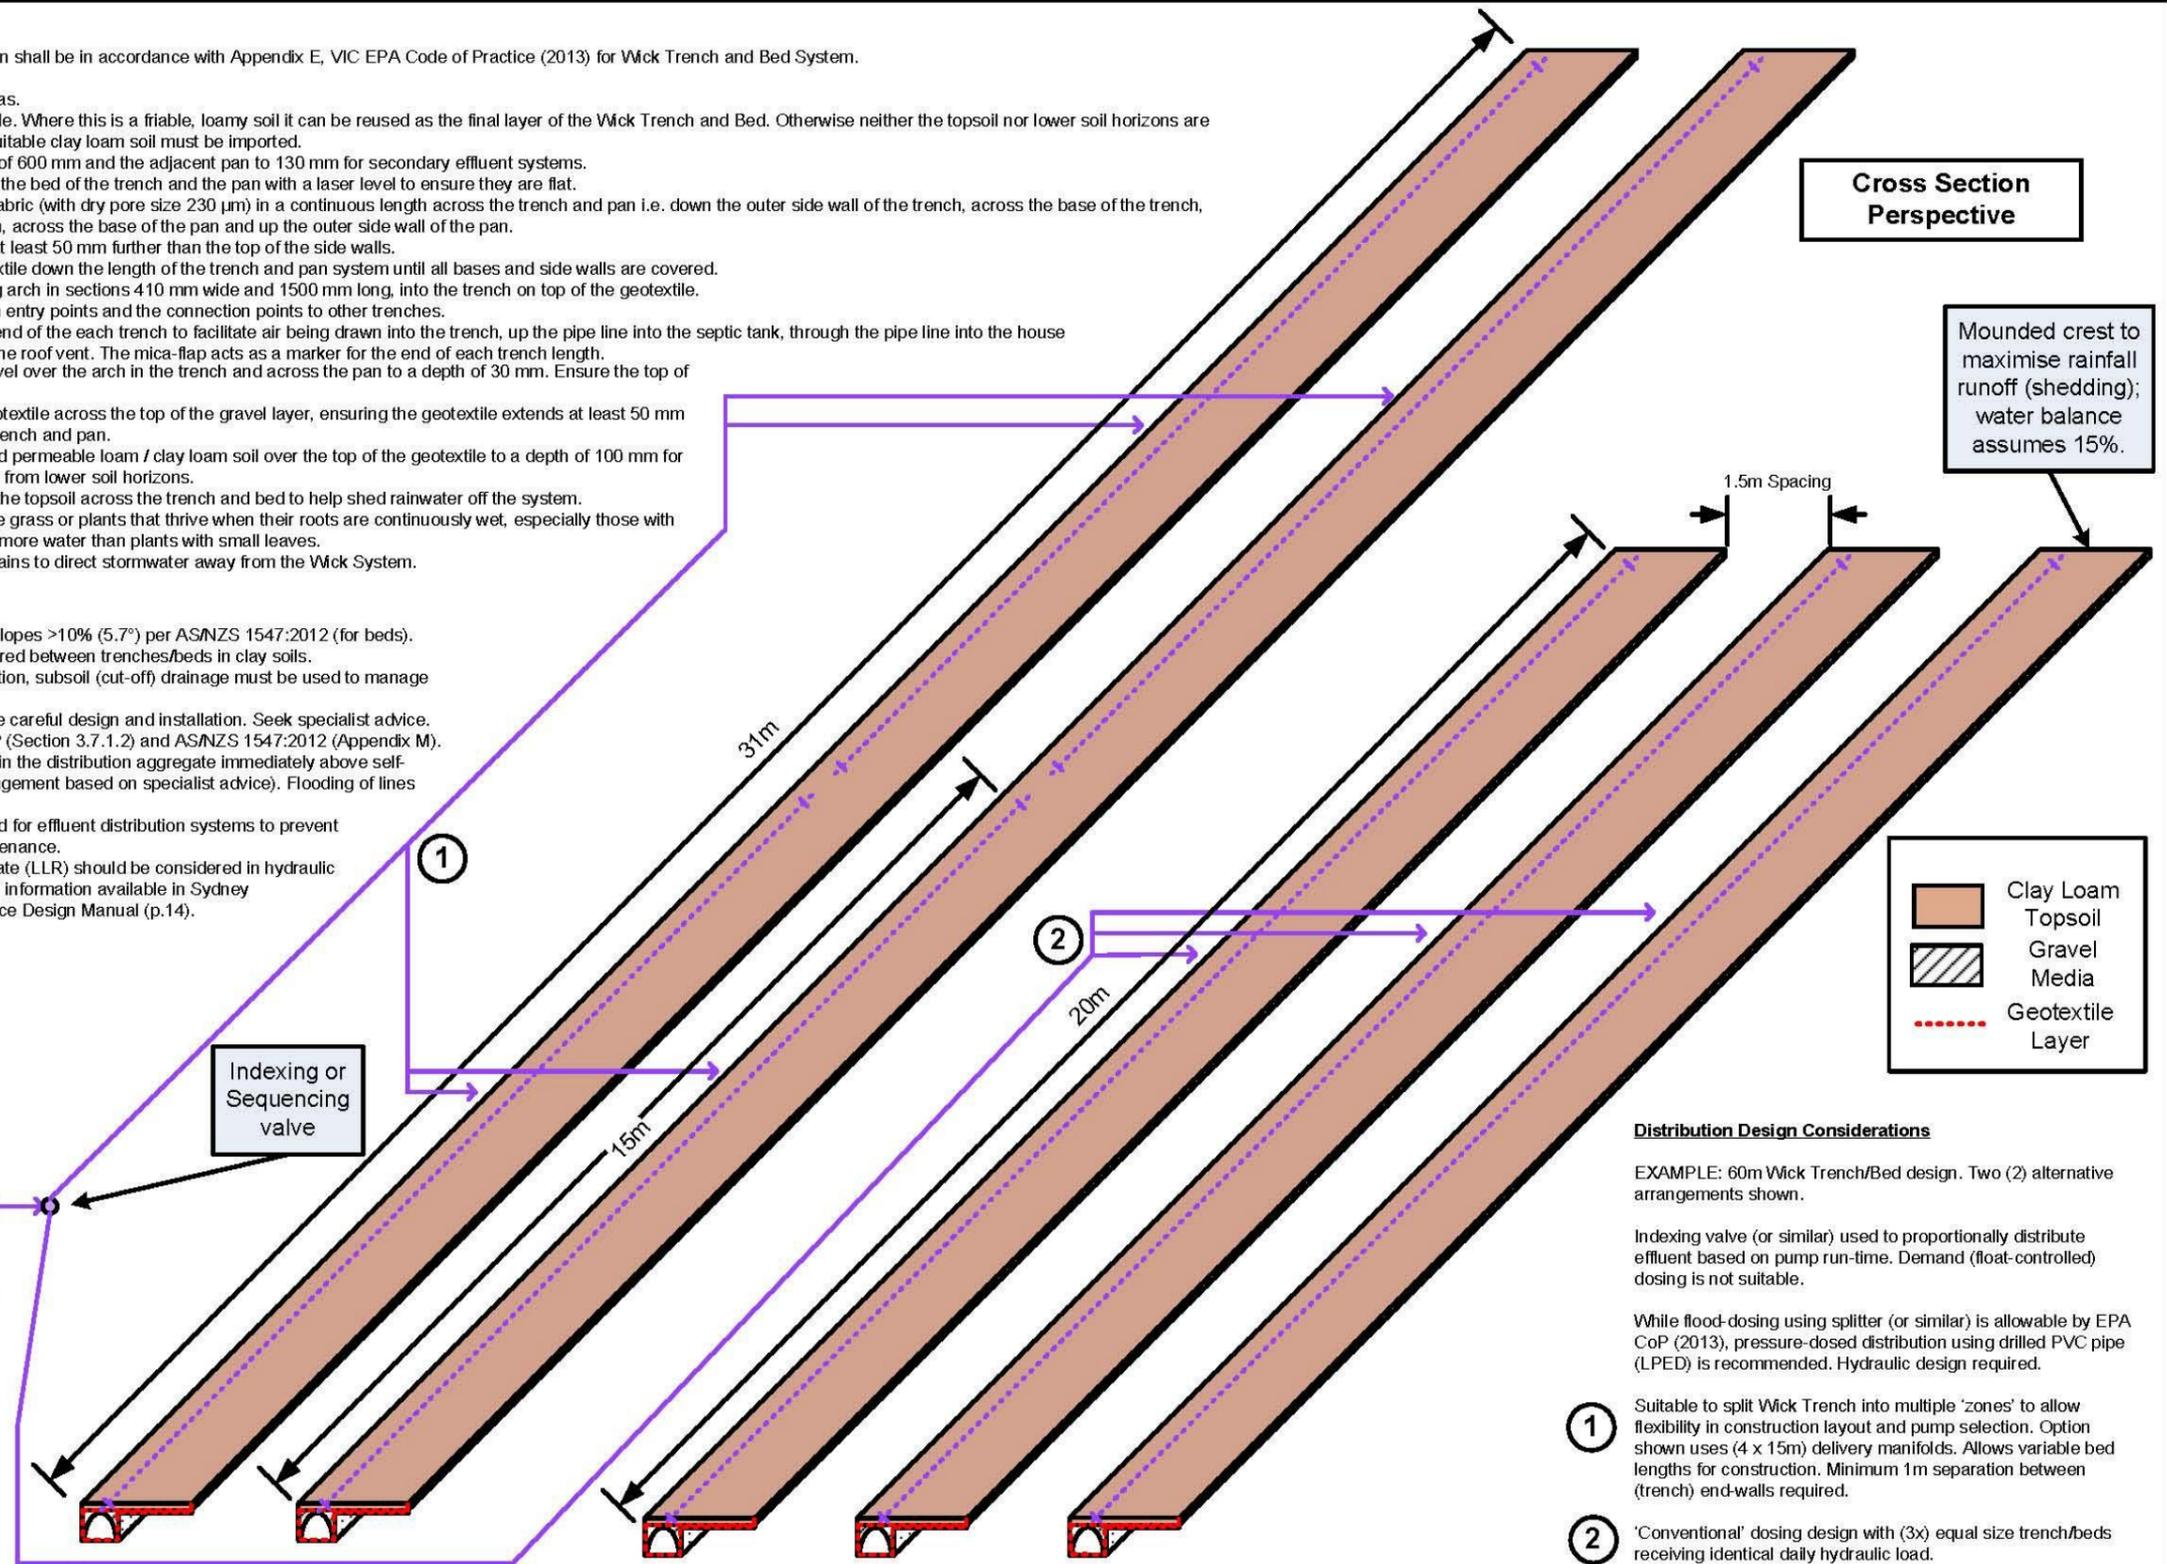 n shall be in accordance with Appendix E, VIC EPA Code of Practice (2013) for Wick Trench and Bed System.
as.
le. Where this is a friable, loamy soil it can be reused as the final layer of the Wick Trench and Bed. Otherwise neither the topsoil nor lower soil horizons are
uitable clay loam soil must be imported.
of 600 mm and the adjacent pan to 130 mm for secondary effluent systems.
the bed of the trench and the pan with a laser level to ensure they are flat.
abric (with dry pore size 230 µm) in a continuous length across the trench and pan i.e. down the outer side wall of the trench, across the base of the trench,
n, across the base of the pan and up the outer side wall of the pan.
t least 50 mm further than the top of the side walls.
xtile down the length of the trench and pan system until all bases and side walls are covered.
g arch in sections 410 mm wide and 1500 mm long, into the trench on top of the geotextile.
n entry points and the connection points to other trenches.
end of the each trench to facilitate air being drawn into the trench, up the pipe line into the septic tank, through the pipe line into the house
he roof vent. The mica-flap acts as a marker for the end of each trench length.
vel over the arch in the trench and across the pan to a depth of 30 mm. Ensure the top of
otextile across the top of the gravel layer, ensuring the geotextile extends at least 50 mm
rench and pan.
d permeable loam / clay loam soil over the top of the geotextile to a depth of 100 mm for
from lower soil horizons.
he topsoil across the trench and bed to help shed rainwater off the system.
e grass or plants that thrive when their roots are continuously wet, especially those with
more water than plants with small leaves.
ains to direct stormwater away from the Wick System.
lopes >10% (5.7°) per AS/NZS 1547:2012 (for beds).
red between trenches/beds in clay soils.
tion, subsoil (cut-off) drainage must be used to manage
e careful design and installation. Seek specialist advice.
(Section 3.7.1.2) and AS/NZS 1547:2012 (Appendix M).
in the distribution aggregate immediately above self-
gement based on specialist advice). Flooding of lines
d for effluent distribution systems to prevent
enance.
ate (LLR) should be considered in hydraulic
information available in Sydney
ce Design Manual (p.14).
Cross Section
Perspective
Mounded crest to
maximise rainfall
runoff (shedding);
water balance
assumes 15%.
1.5m Spacing
31m
15m
20m
1
2
Indexing or
Sequencing
valve
Clay Loam
Topsoil
Gravel
Media
Geotextile
Layer
Distribution Design Considerations
EXAMPLE: 60m Wick Trench/Bed design. Two (2) alternative
arrangements shown.
Indexing valve (or similar) used to proportionally distribute
effluent based on pump run-time. Demand (float-controlled)
dosing is not suitable.
While flood-dosing using splitter (or similar) is allowable by EPA
CoP (2013), pressure-dosed distribution using drilled PVC pipe
(LPED) is recommended. Hydraulic design required.
1
Suitable to split Wick Trench into multiple 'zones' to allow
flexibility in construction layout and pump selection. Option
shown uses (4 x 15m) delivery manifolds. Allows variable bed
lengths for construction. Minimum 1m separation between
(trench) end-walls required.
2
'Conventional' dosing design with (3x) equal size trench/beds
receiving identical daily hydraulic load.